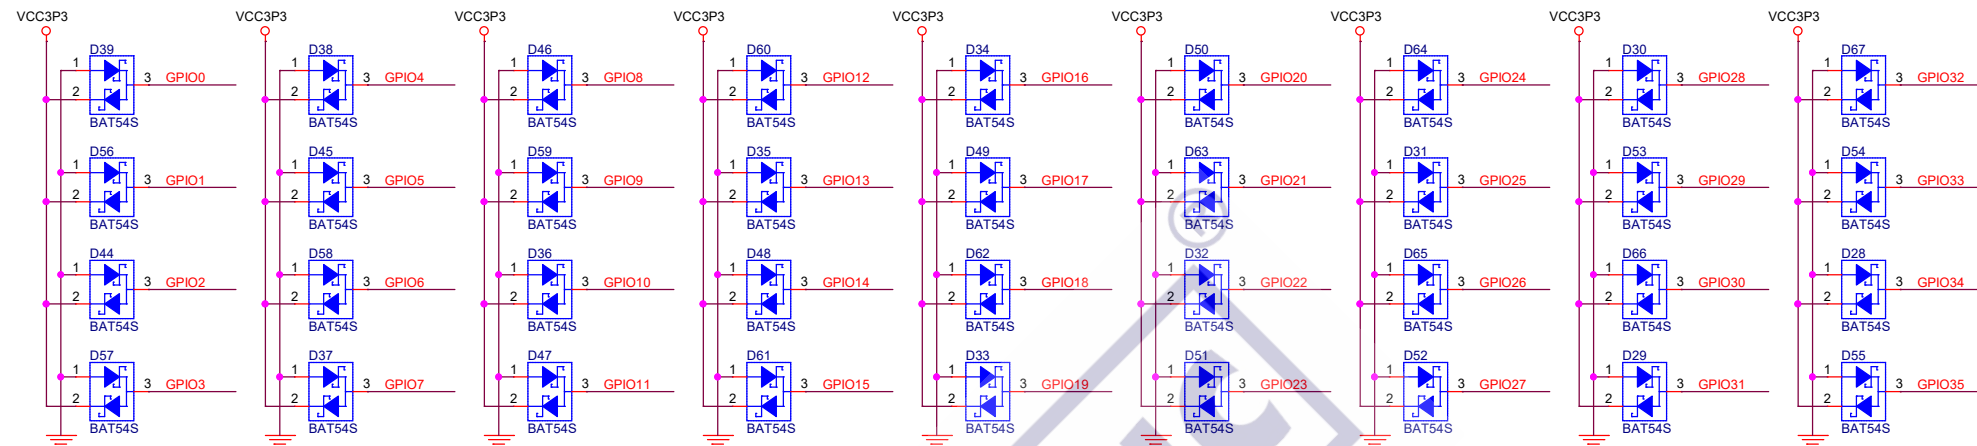 VCC3P3 VCC3P3 VCC3P3 VCC3P3 VCC3P3 VCC3P3 VCC3P3 VCC3P3 VCC3P3
D39 D38 D46 D60 D34 D50 D64 D30 D67
1 1 1 1 1 1 1 1 1
3 GPIO0 3 GPIO4 3 GPIO8 3 GPIO12 3 GPIO16 3 GPIO20 3 GPIO24 3 GPIO28 3 GPIO32
2 2 2 2 2 2 2 2 2
BAT54S BAT54S BAT54S BAT54S BAT54S BAT54S BAT54S BAT54S BAT54S
D56 D45 D59 D35 D49 D63 D31 D53 D54
1 1 1 1 1 1 1 1 1
3 GPIO1 3 GPIO5 3 GPIO9 3 GPIO13 3 GPIO17 3 GPIO21 3 GPIO25 3 GPIO29 3 GPIO33
2 2 2 2 2 2 2 2 2
BAT54S BAT54S BAT54S BAT54S BAT54S BAT54S BAT54S BAT54S BAT54S
D44 D58 D36 D48 D62 D32 D65 D66 D28
1 1 1 1 1 1 1 1 1
3 GPIO2 3 GPIO6 3 GPIO10 3 GPIO14 3 GPIO18 3 GPIO22 3 GPIO26 3 GPIO30 3 GPIO34
2 2 2 2 2 2 2 2 2
BAT54S BAT54S BAT54S BAT54S BAT54S BAT54S BAT54S BAT54S BAT54S
D57 D37 D47 D61 D33 D51 D52 D29 D55
1 1 1 1 1 1 1 1 1
3 GPIO3 3 GPIO7 3 GPIO11 3 GPIO15 3 GPIO19 3 GPIO23 3 GPIO27 3 GPIO31 3 GPIO35
2 2 2 2 2 2 2 2 2
BAT54S BAT54S BAT54S BAT54S BAT54S BAT54S BAT54S BAT54S BAT54S
®